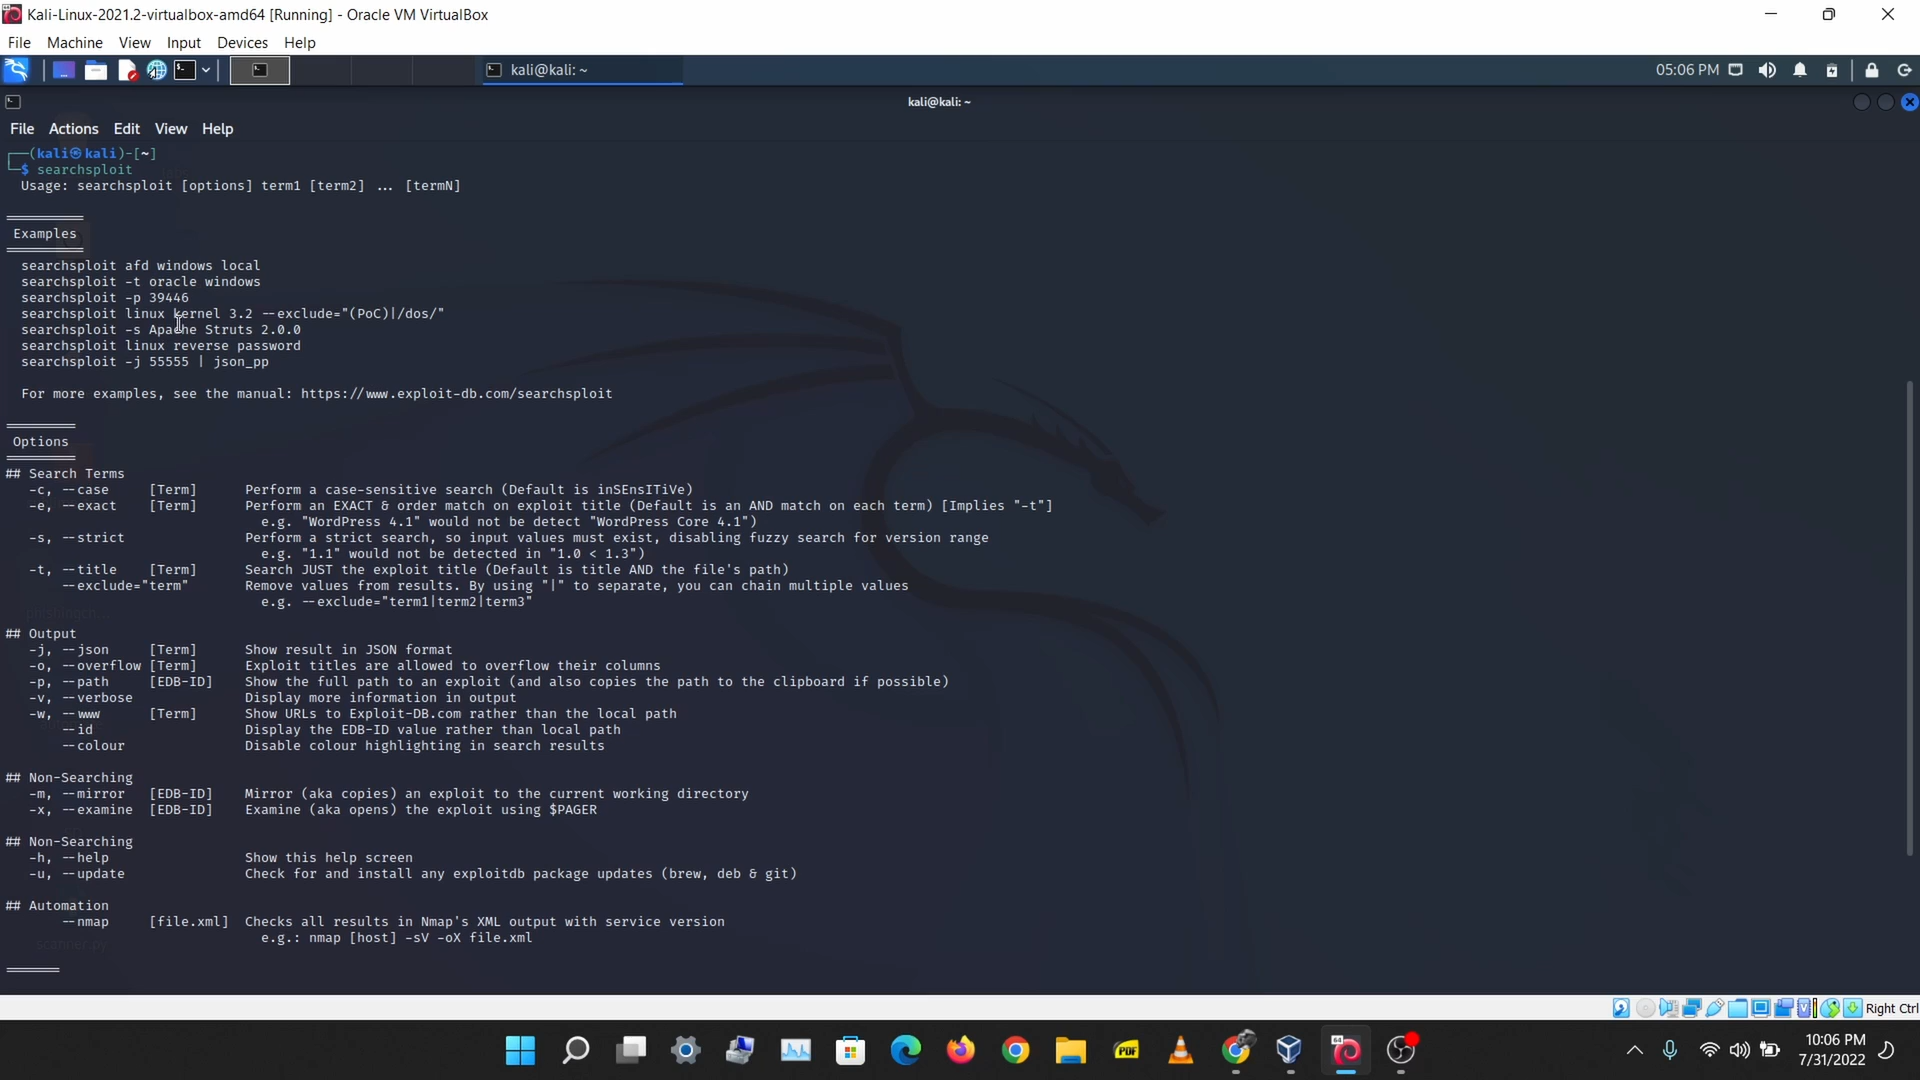 Kali-Linux-2021.2-virtualbox-amd64 [Running] - Oracle VM VirtualBox
File Machine View Input Devices Help
kali@kali: ~
05:06 PM
kali@kali: ~
File Actions Edit View Help
┌──(kali㉿kali)-[~]
└─$ searchsploit
Usage: searchsploit [options] term1 [term2] ... [termN]
Examples
searchsploit afd windows local
searchsploit -t oracle windows
searchsploit -p 39446
searchsploit linux kernel 3.2 --exclude="(PoC)|/dos/"
searchsploit -s Apache Struts 2.0.0
searchsploit linux reverse password
searchsploit -j 55555 | json_pp
For more examples, see the manual: https://www.exploit-db.com/searchsploit
Options
## Search Terms
-c, --case [Term] Perform a case-sensitive search (Default is inSEnsITiVe)
-e, --exact [Term] Perform an EXACT & order match on exploit title (Default is an AND match on each term) [Implies "-t"]
e.g. "WordPress 4.1" would not be detect "WordPress Core 4.1")
-s, --strict Perform a strict search, so input values must exist, disabling fuzzy search for version range
e.g. "1.1" would not be detected in "1.0 < 1.3")
-t, --title [Term] Search JUST the exploit title (Default is title AND the file's path)
--exclude="term" Remove values from results. By using "|" to separate, you can chain multiple values
e.g. --exclude="term1|term2|term3"
## Output
-j, --json [Term] Show result in JSON format
-o, --overflow [Term] Exploit titles are allowed to overflow their columns
-p, --path [EDB-ID] Show the full path to an exploit (and also copies the path to the clipboard if possible)
-v, --verbose Display more information in output
-w, --www [Term] Show URLs to Exploit-DB.com rather than the local path
--id Display the EDB-ID value rather than local path
--colour Disable colour highlighting in search results
## Non-Searching
-m, --mirror [EDB-ID] Mirror (aka copies) an exploit to the current working directory
-x, --examine [EDB-ID] Examine (aka opens) the exploit using $PAGER
## Non-Searching
-h, --help Show this help screen
-u, --update Check for and install any exploitdb package updates (brew, deb & git)
## Automation
--nmap [file.xml] Checks all results in Nmap's XML output with service version
e.g.: nmap [host] -sV -oX file.xml
scanner.py
Right Ctrl
PDF
64
10:06 PM
7/31/2022